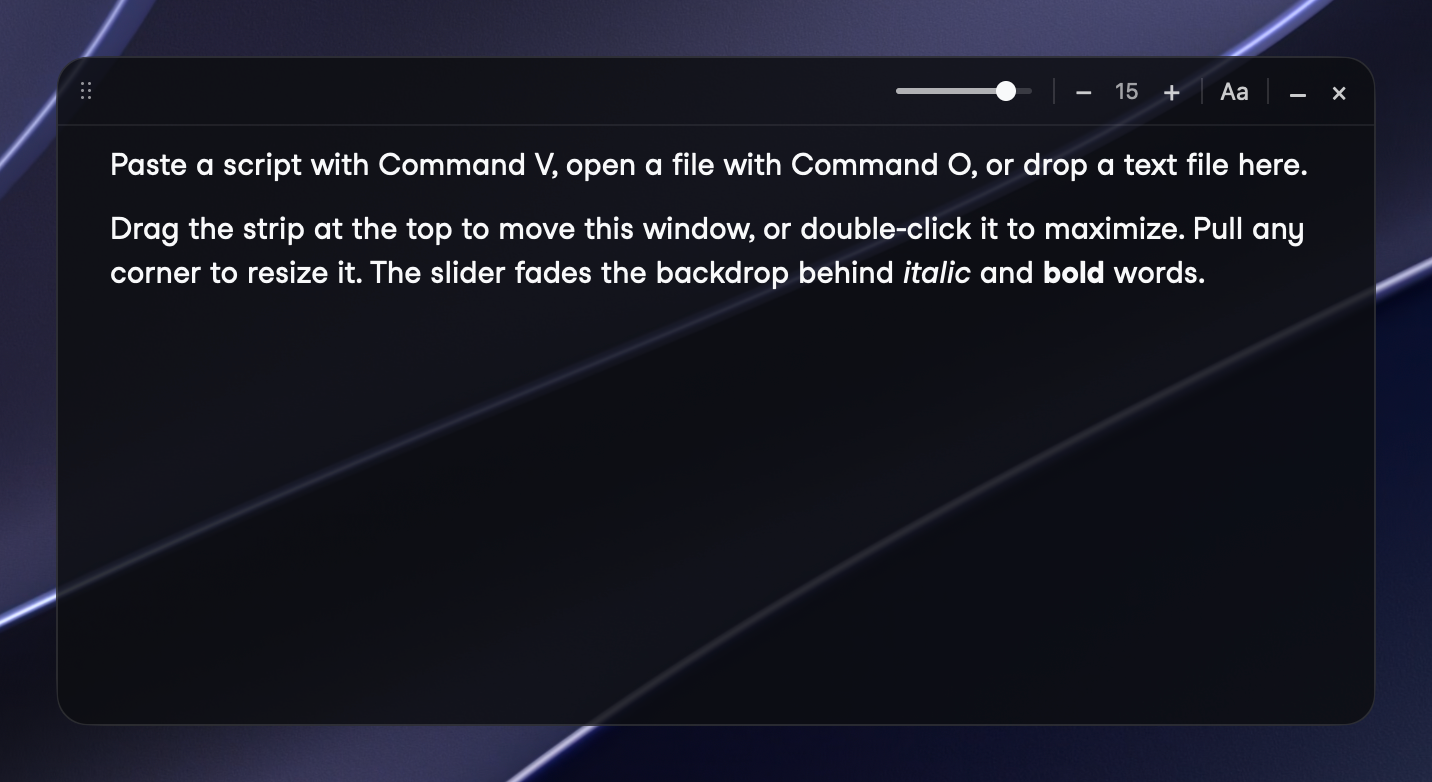 15 Aa
Paste a script with Command V, open a file with Command O, or drop a text file here.
Drag the strip at the top to move this window, or double-click it to maximize. Pull any
corner to resize it. The slider fades the backdrop behind italic and bold words.